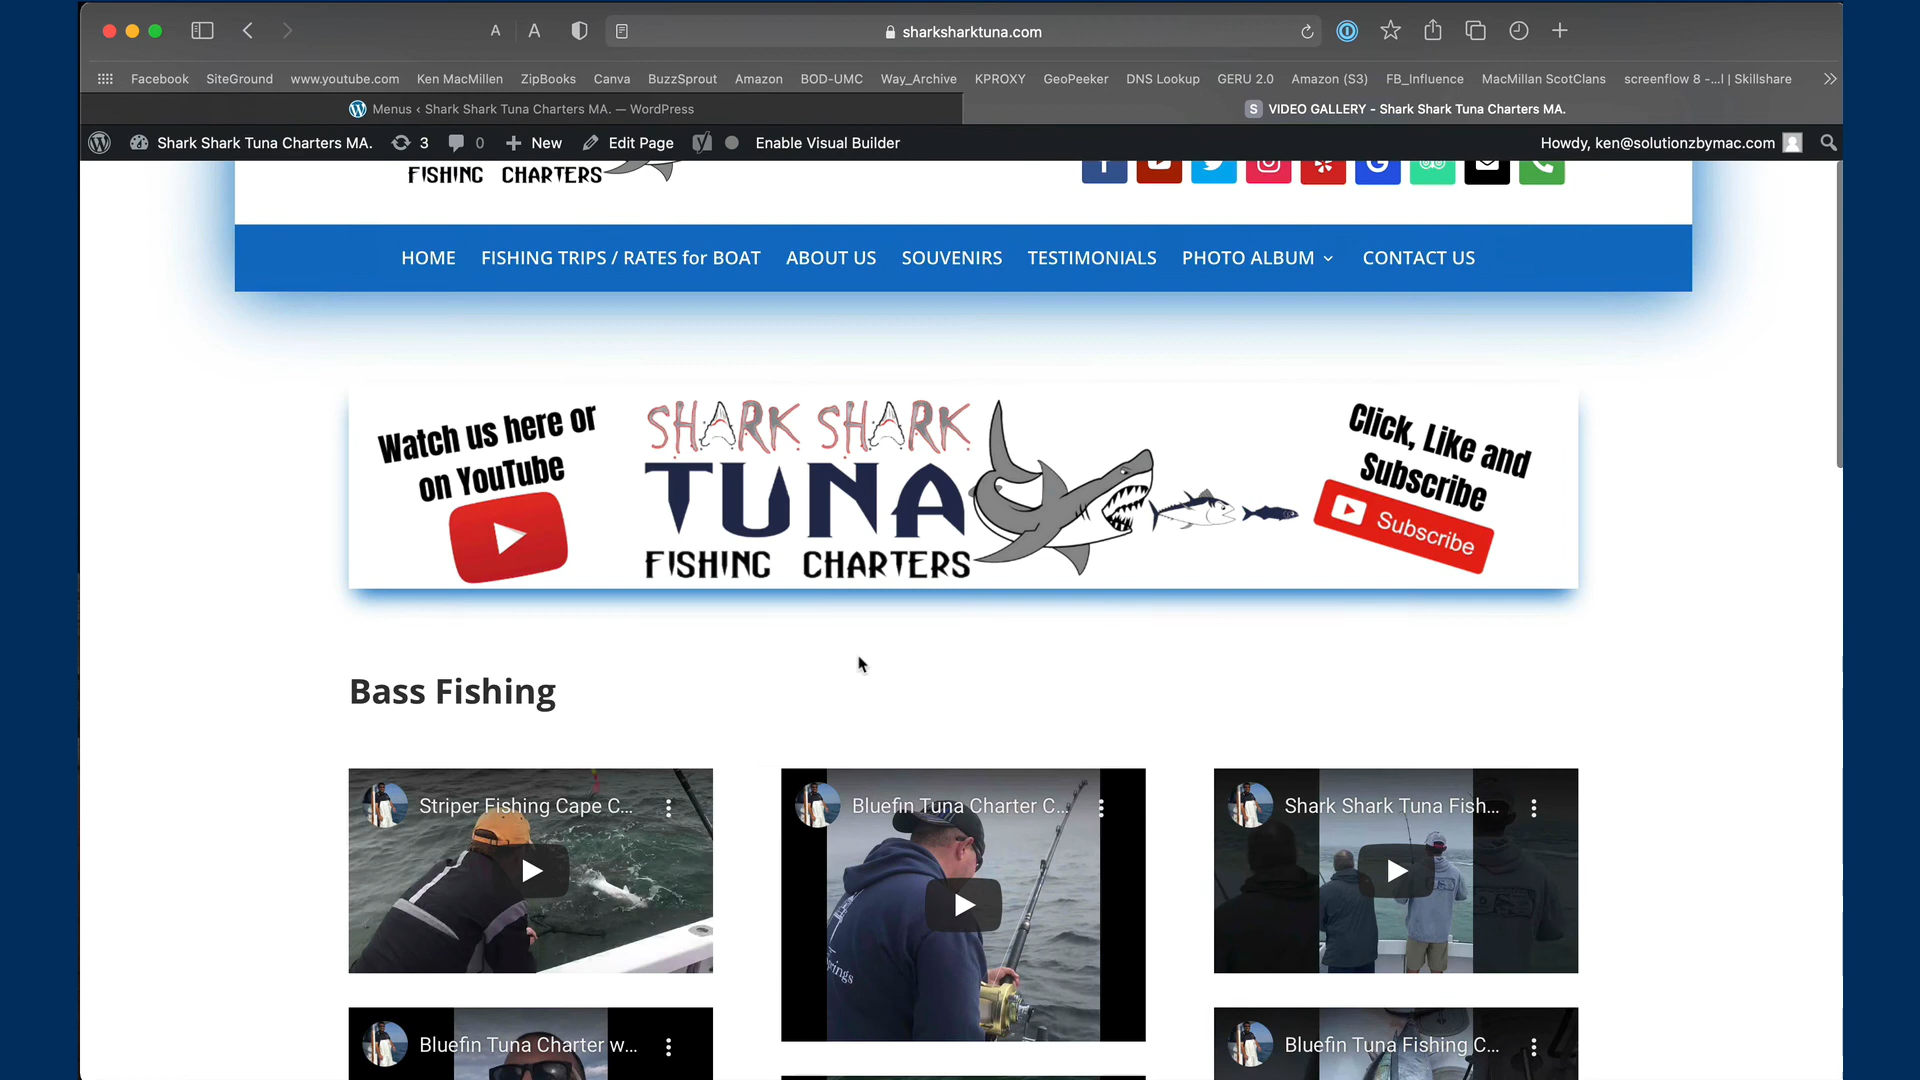 A A sharksharktuna.com
Facebook SiteGround www.youtube.com Ken MacMillen ZipBooks Canva BuzzSprout Amazon BOD-UMC Way_Archive KPROXY GeoPeeker DNS Lookup GERU 2.0 Amazon (S3) FB_Influence MacMillan ScotClans screenflow 8 -...l | Skillshare
Menus ‹ Shark Shark Tuna Charters MA. — WordPress
S VIDEO GALLERY - Shark Shark Tuna Charters MA.
Shark Shark Tuna Charters MA. 3 0 New Edit Page Enable Visual Builder Howdy, ken@solutionzbymac.com
FISHING CHARTERS
HOME FISHING TRIPS / RATES for BOAT ABOUT US SOUVENIRS TESTIMONIALS PHOTO ALBUM CONTACT US
Watch us here or
on YouTube
SHARK SHARK
TUNA
FISHING CHARTERS
Click, Like and
Subscribe
Subscribe
Bass Fishing
Striper Fishing Cape C...
Bluefin Tuna Charter C...
Shark Shark Tuna Fish...
Bluefin Tuna Charter w...
Bluefin Tuna Fishing C...